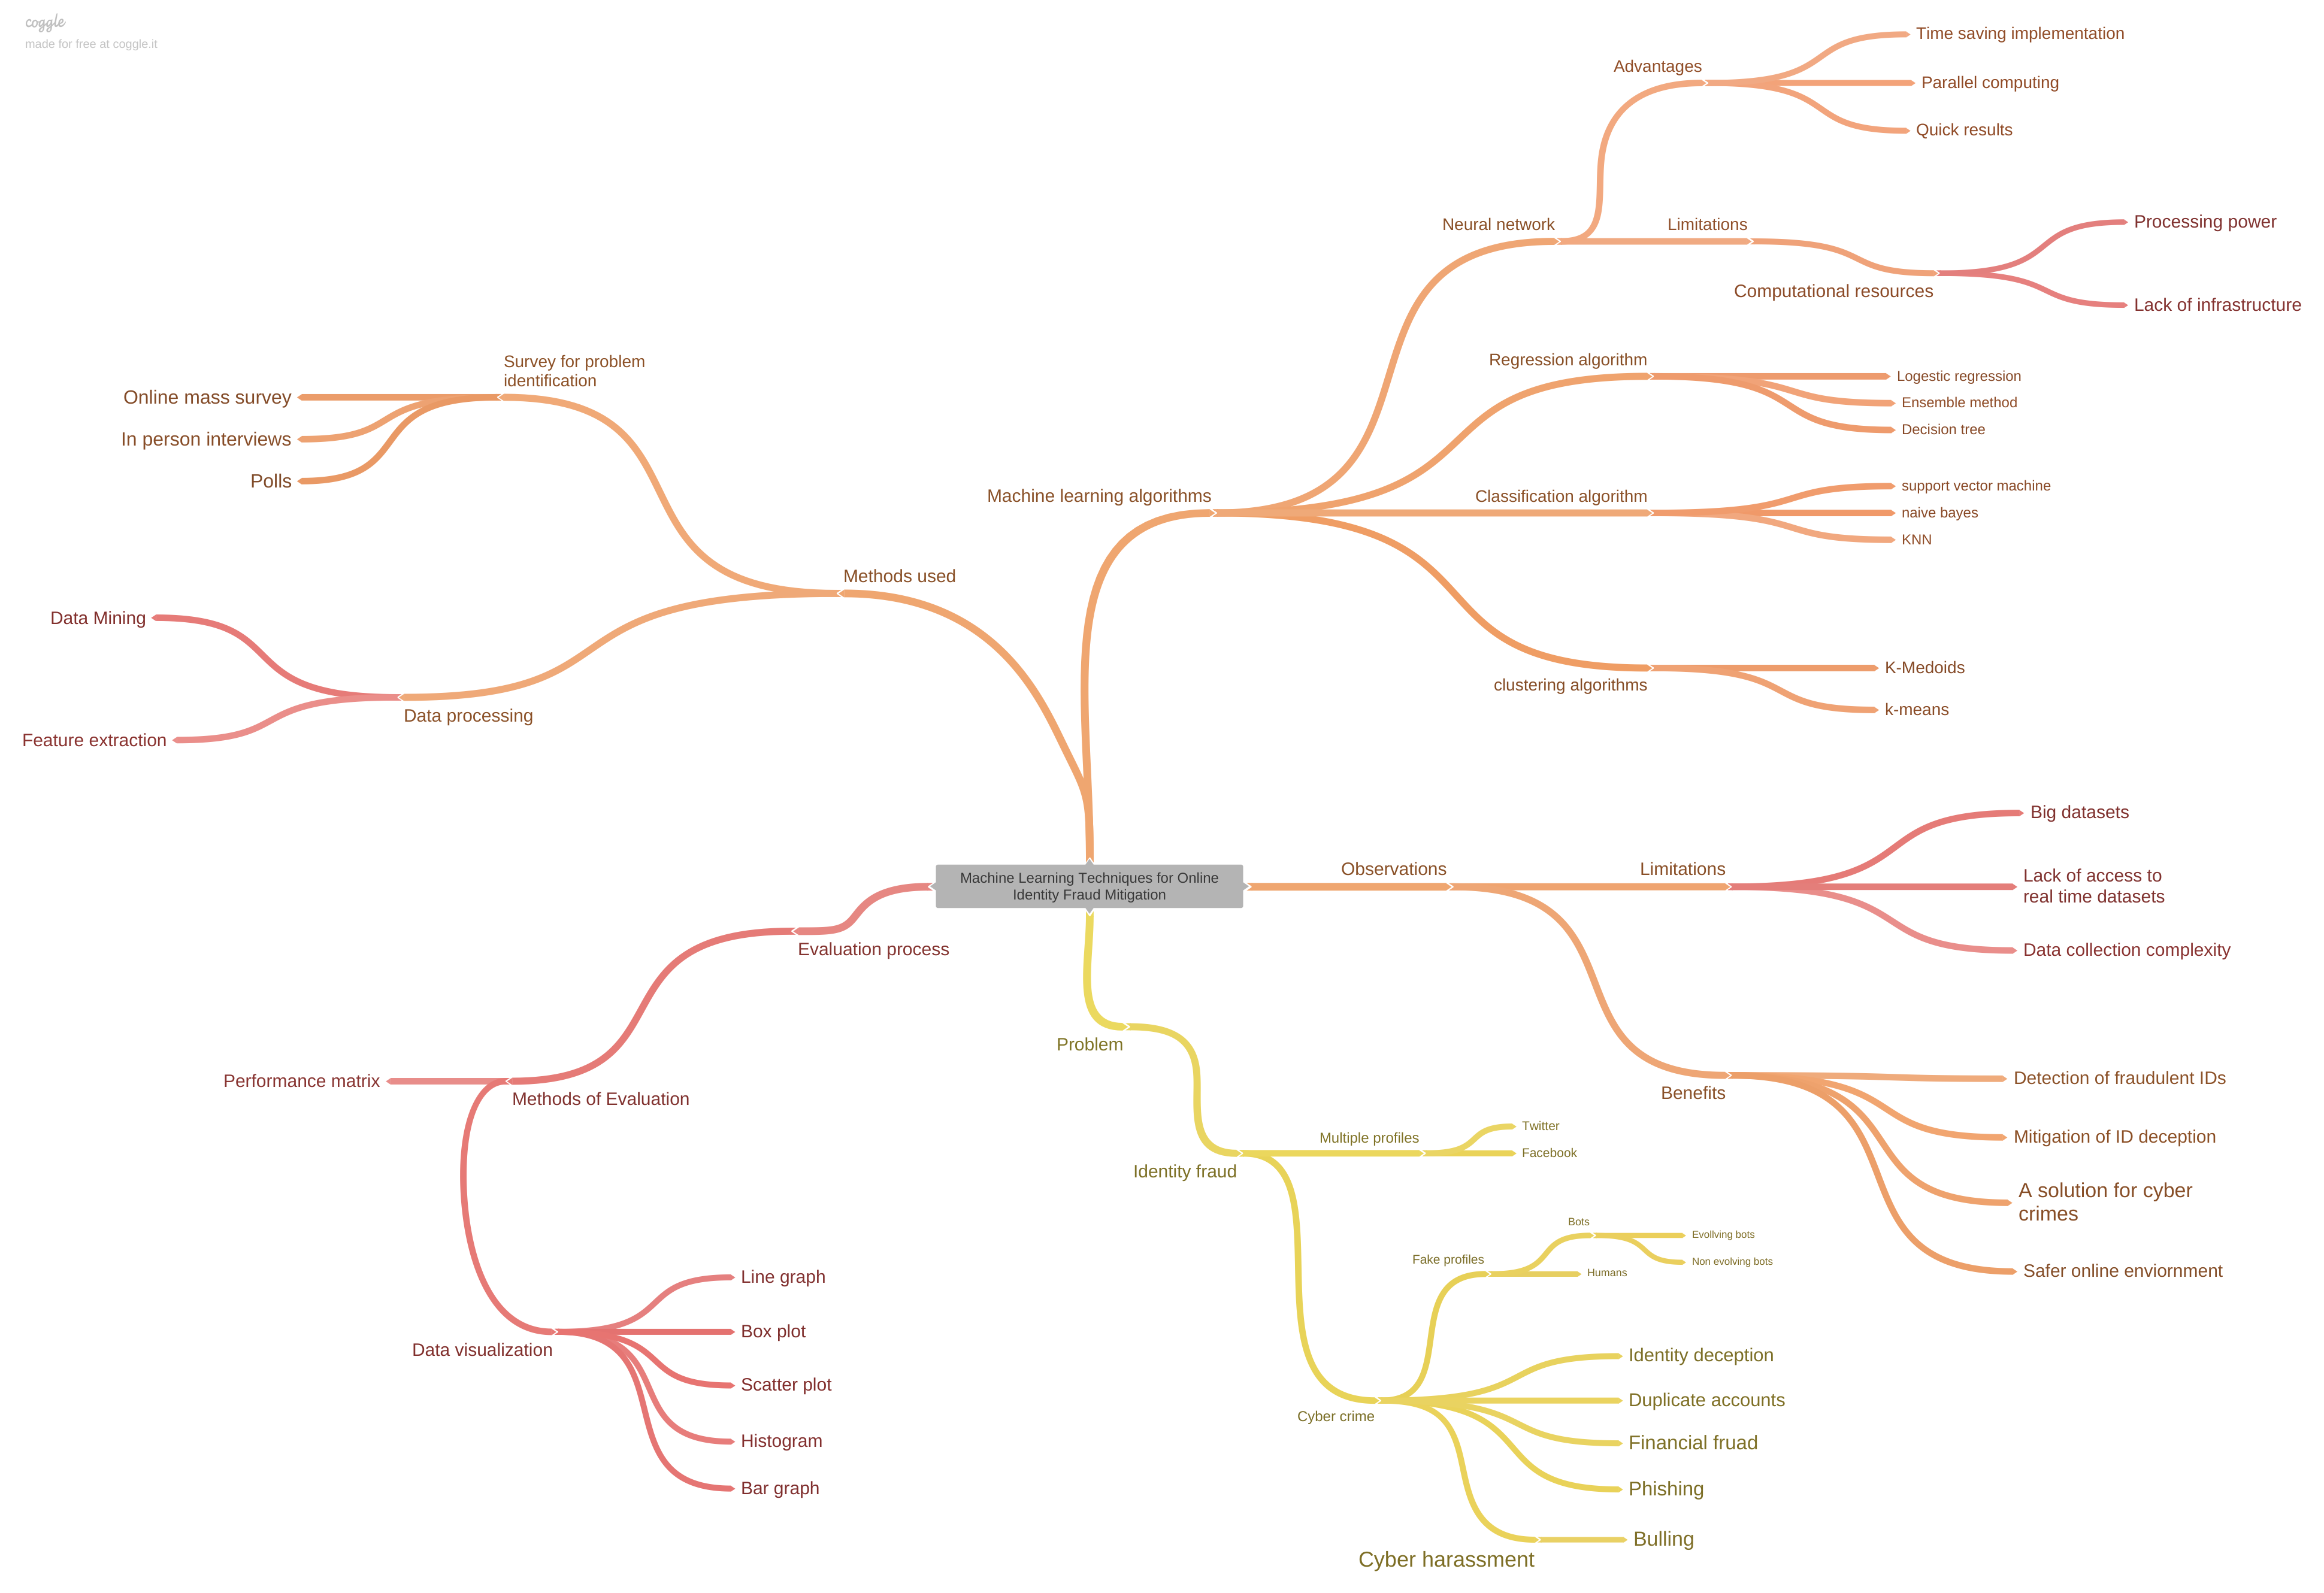 coggle
made for free at coggle.it
Time saving implementation
Advantages
Parallel computing
Quick results
Neural network
Limitations
Processing power
Computational resources
Lack of infrastructure
Survey for problem
identification
Online mass survey
In person interviews
Polls
Regression algorithm
Logestic regression
Ensemble method
Decision tree
Machine learning algorithms
Classification algorithm
support vector machine
naive bayes
KNN
Methods used
Data Mining
Data processing
Feature extraction
clustering algorithms
K-Medoids
k-means
Machine Learning Techniques for Online
Identity Fraud Mitigation
Observations
Limitations
Big datasets
Lack of access to
real time datasets
Data collection complexity
Evaluation process
Problem
Performance matrix
Methods of Evaluation
Benefits
Detection of fraudulent IDs
Mitigation of ID deception
A solution for cyber
crimes
Safer online enviornment
Identity fraud
Multiple profiles
Twitter
Facebook
Bots
Evollving bots
Non evolving bots
Fake profiles
Humans
Data visualization
Line graph
Box plot
Scatter plot
Histogram
Bar graph
Cyber crime
Identity deception
Duplicate accounts
Financial fruad
Phishing
Cyber harassment
Bulling